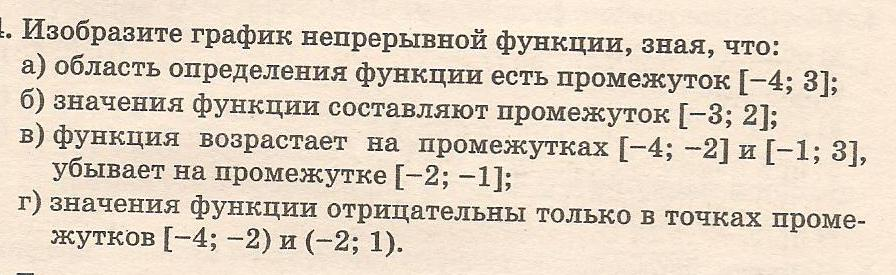 . Изобразите график непрерывной функции, зная, что:
а) область определения функции есть промежуток [−4; 3];
б) значения функции составляют промежуток [−3; 2];
в) функция возрастает на промежутках [−4; −2] и [−1; 3],
убывает на промежутке [−2; −1];
г) значения функции отрицательны только в точках проме-
жутков [−4; −2) и (−2; 1).